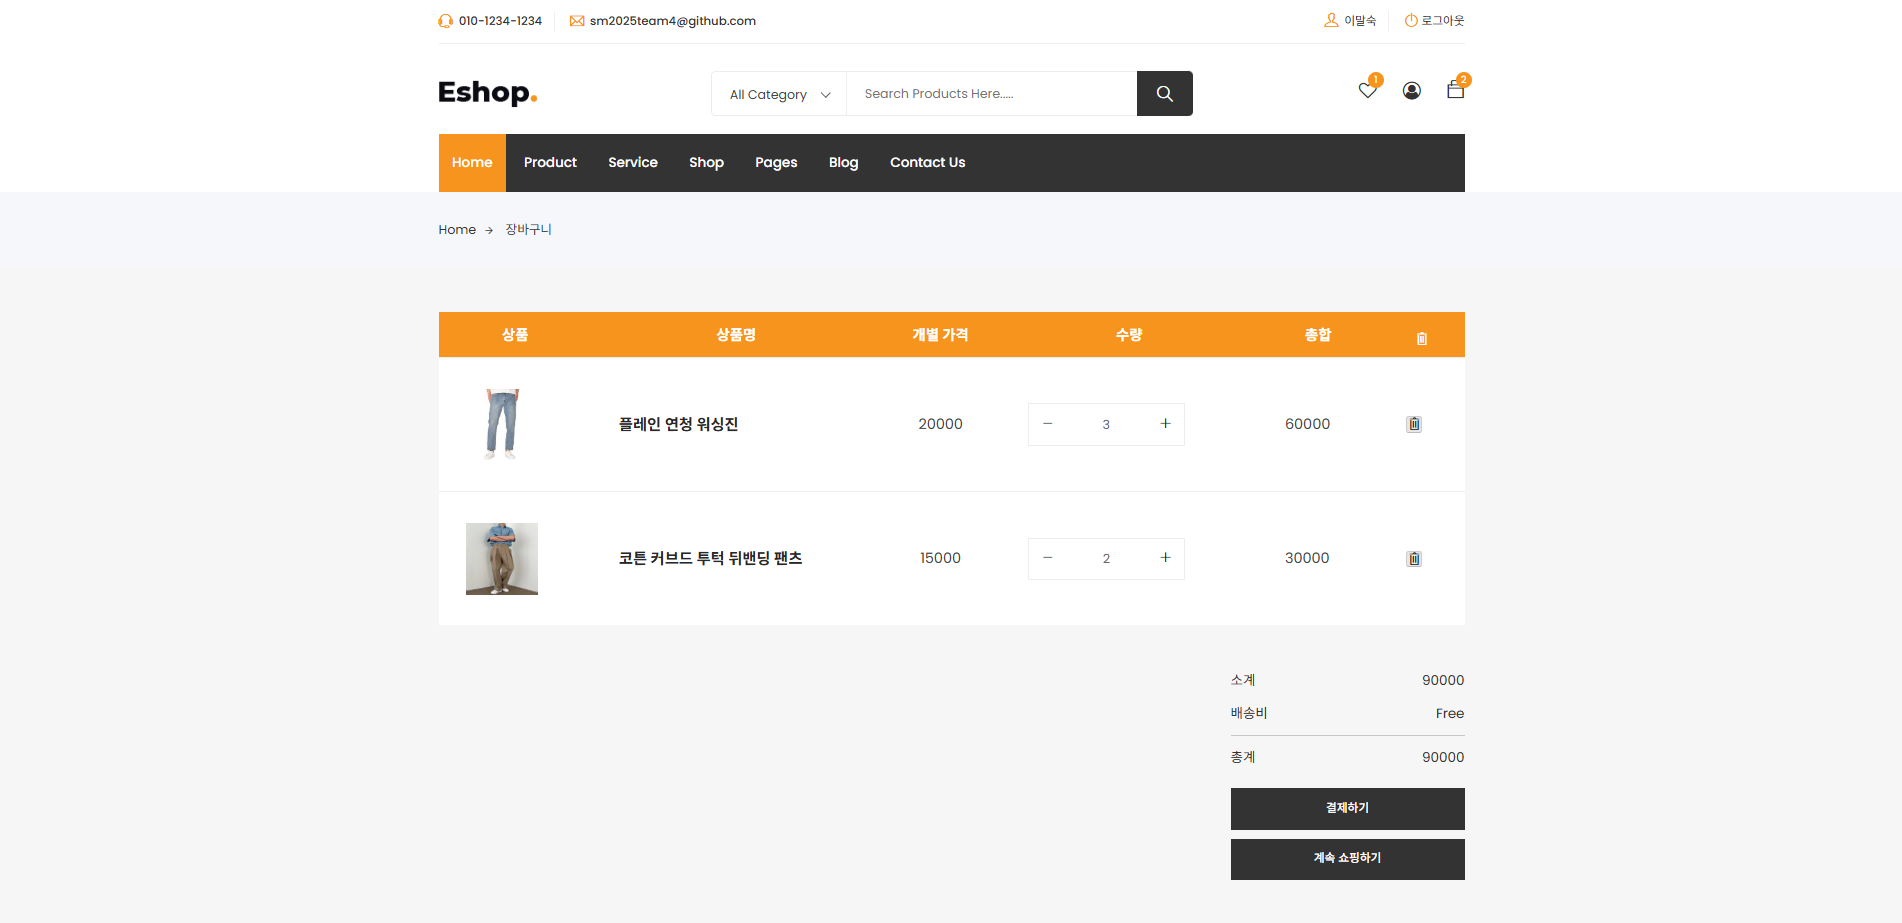 010-1234-1234 sm2025team4@github.com 이말숙 로그아웃
Eshop. All Category Search Products Here..... 1 2
Home Product Service Shop Pages Blog Contact Us
Home → 장바구니
상품 상품명 개별 가격 수량 총합
플레인 연청 워싱진 20000 − 3 + 60000
코튼 커브드 투턱 뒤밴딩 팬츠 15000 − 2 + 30000
소계 90000
배송비 Free
총계 90000
결제하기
계속 쇼핑하기